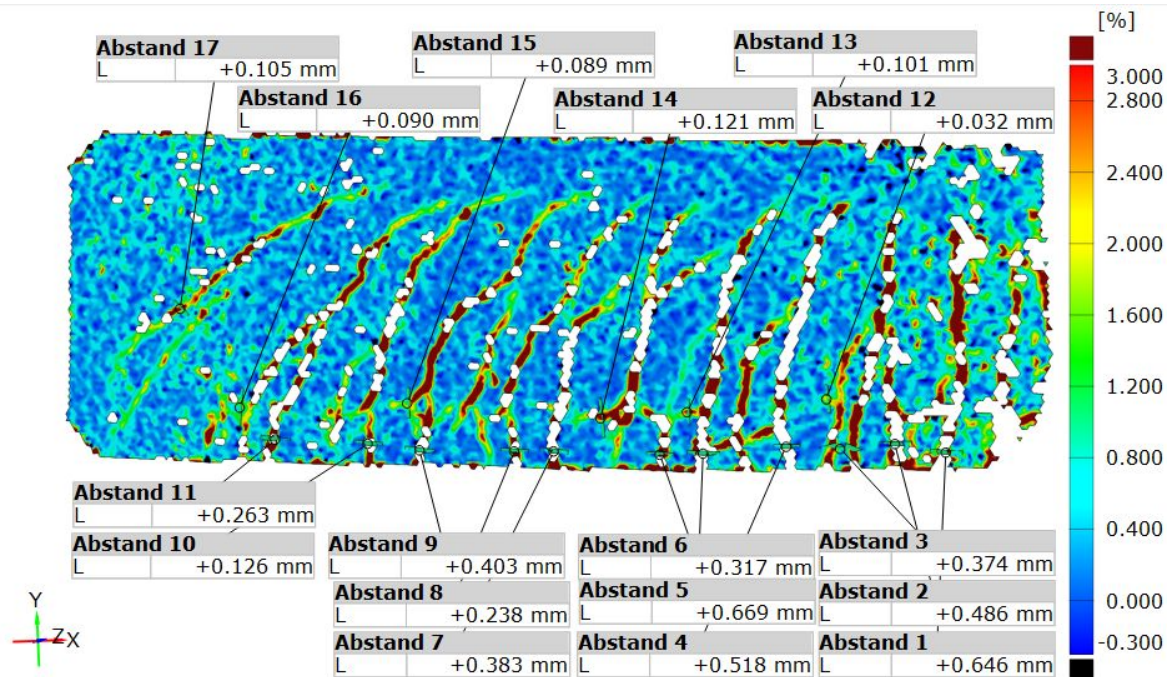 [%]
Abstand 17
L +0.105 mm
Abstand 15
L +0.089 mm
Abstand 13
L +0.101 mm
Abstand 16
L +0.090 mm
Abstand 14
L +0.121 mm
Abstand 12
L +0.032 mm
3.000
2.800
2.400
2.000
1.600
1.200
0.800
0.400
0.000
-0.300
Abstand 11
L +0.263 mm
Abstand 10
L +0.126 mm
Abstand 9
L +0.403 mm
Abstand 8
L +0.238 mm
Abstand 7
L +0.383 mm
Abstand 6
L +0.317 mm
Abstand 5
L +0.669 mm
Abstand 4
L +0.518 mm
Abstand 3
L +0.374 mm
Abstand 2
L +0.486 mm
Abstand 1
L +0.646 mm
Y
Z X